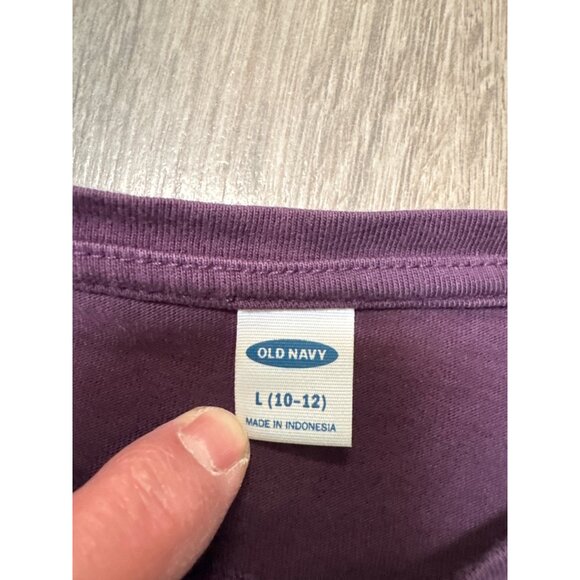 OLD NAVY
L (10-12)
MADE IN INDONESIA